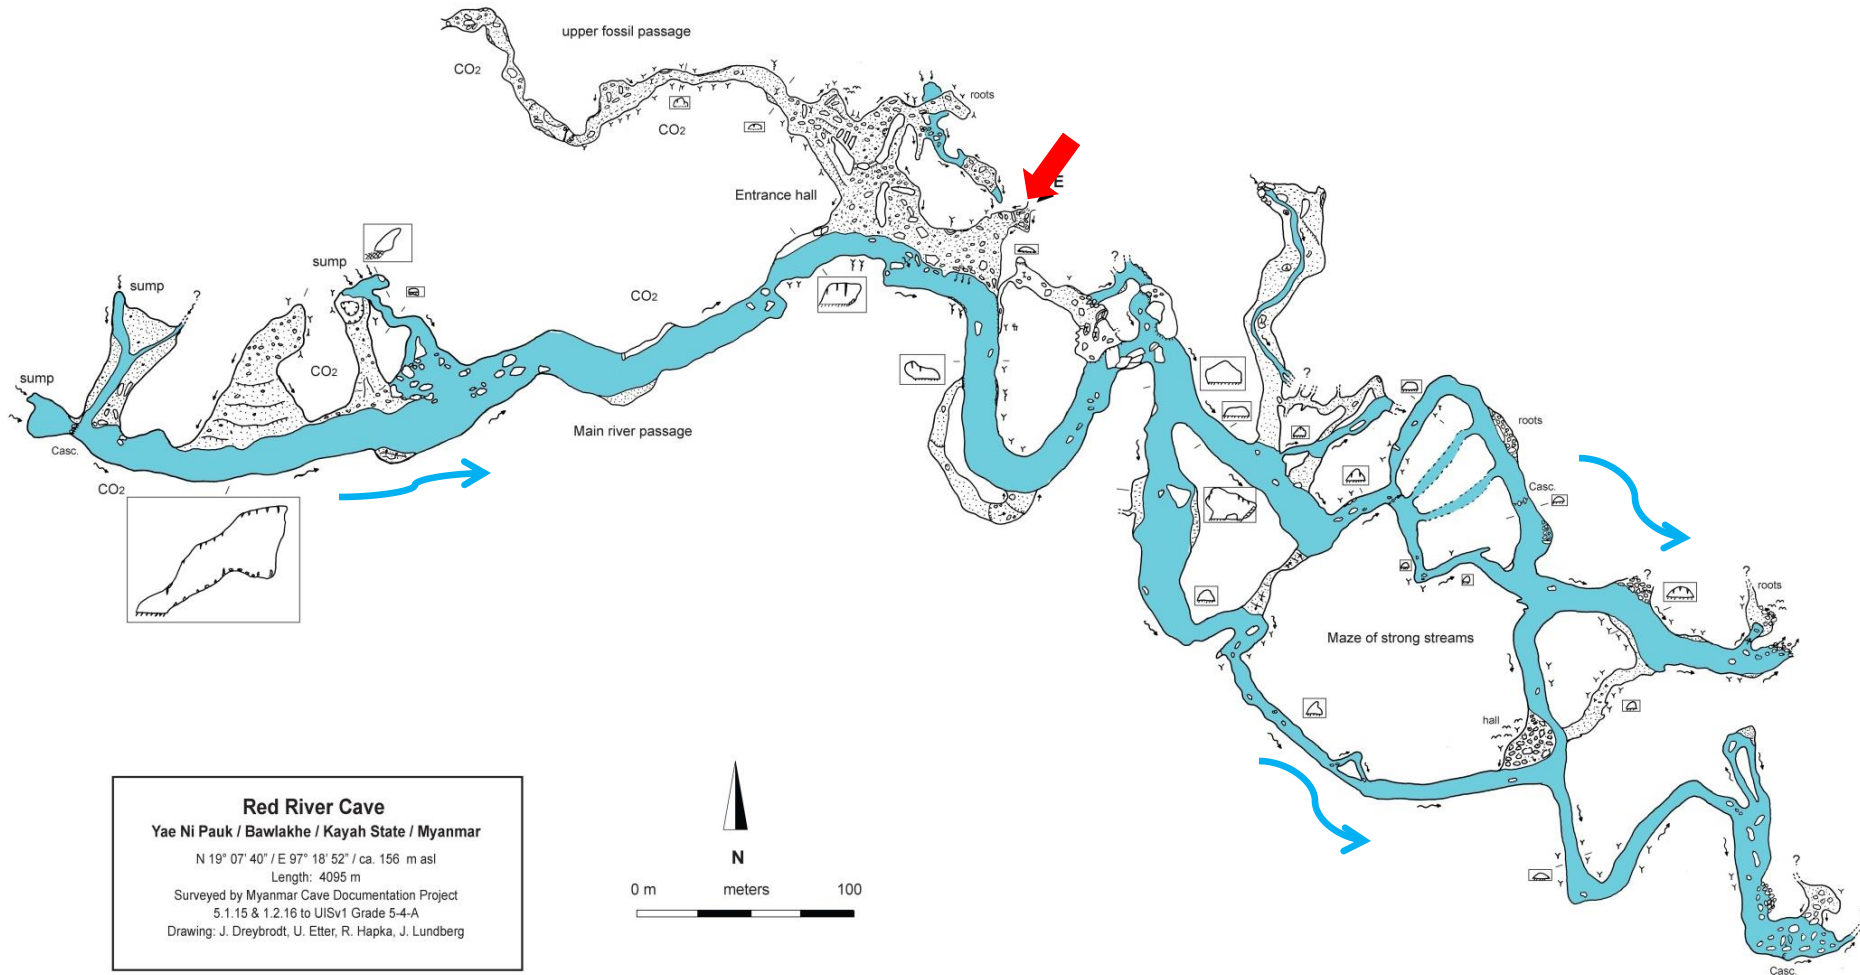 upper fossil passage
CO2
CO2
roots
E
Entrance hall
sump
sump
?
?
CO2
CO2
sump
Main river passage
Casc.
CO2
?
roots
Casc.
?
?
roots
Maze of strong streams
hall
?
Casc.
Red River Cave
Yae Ni Pauk / Bawlakhe / Kayah State / Myanmar
N 19° 07' 40" / E 97° 18' 52" / ca. 156 m asl
Length: 4095 m
Surveyed by Myanmar Cave Documentation Project
5.1.15 & 1.2.16 to UISv1 Grade 5-4-A
Drawing: J. Dreybrodt, U. Etter, R. Hapka, J. Lundberg
N
0 m meters 100